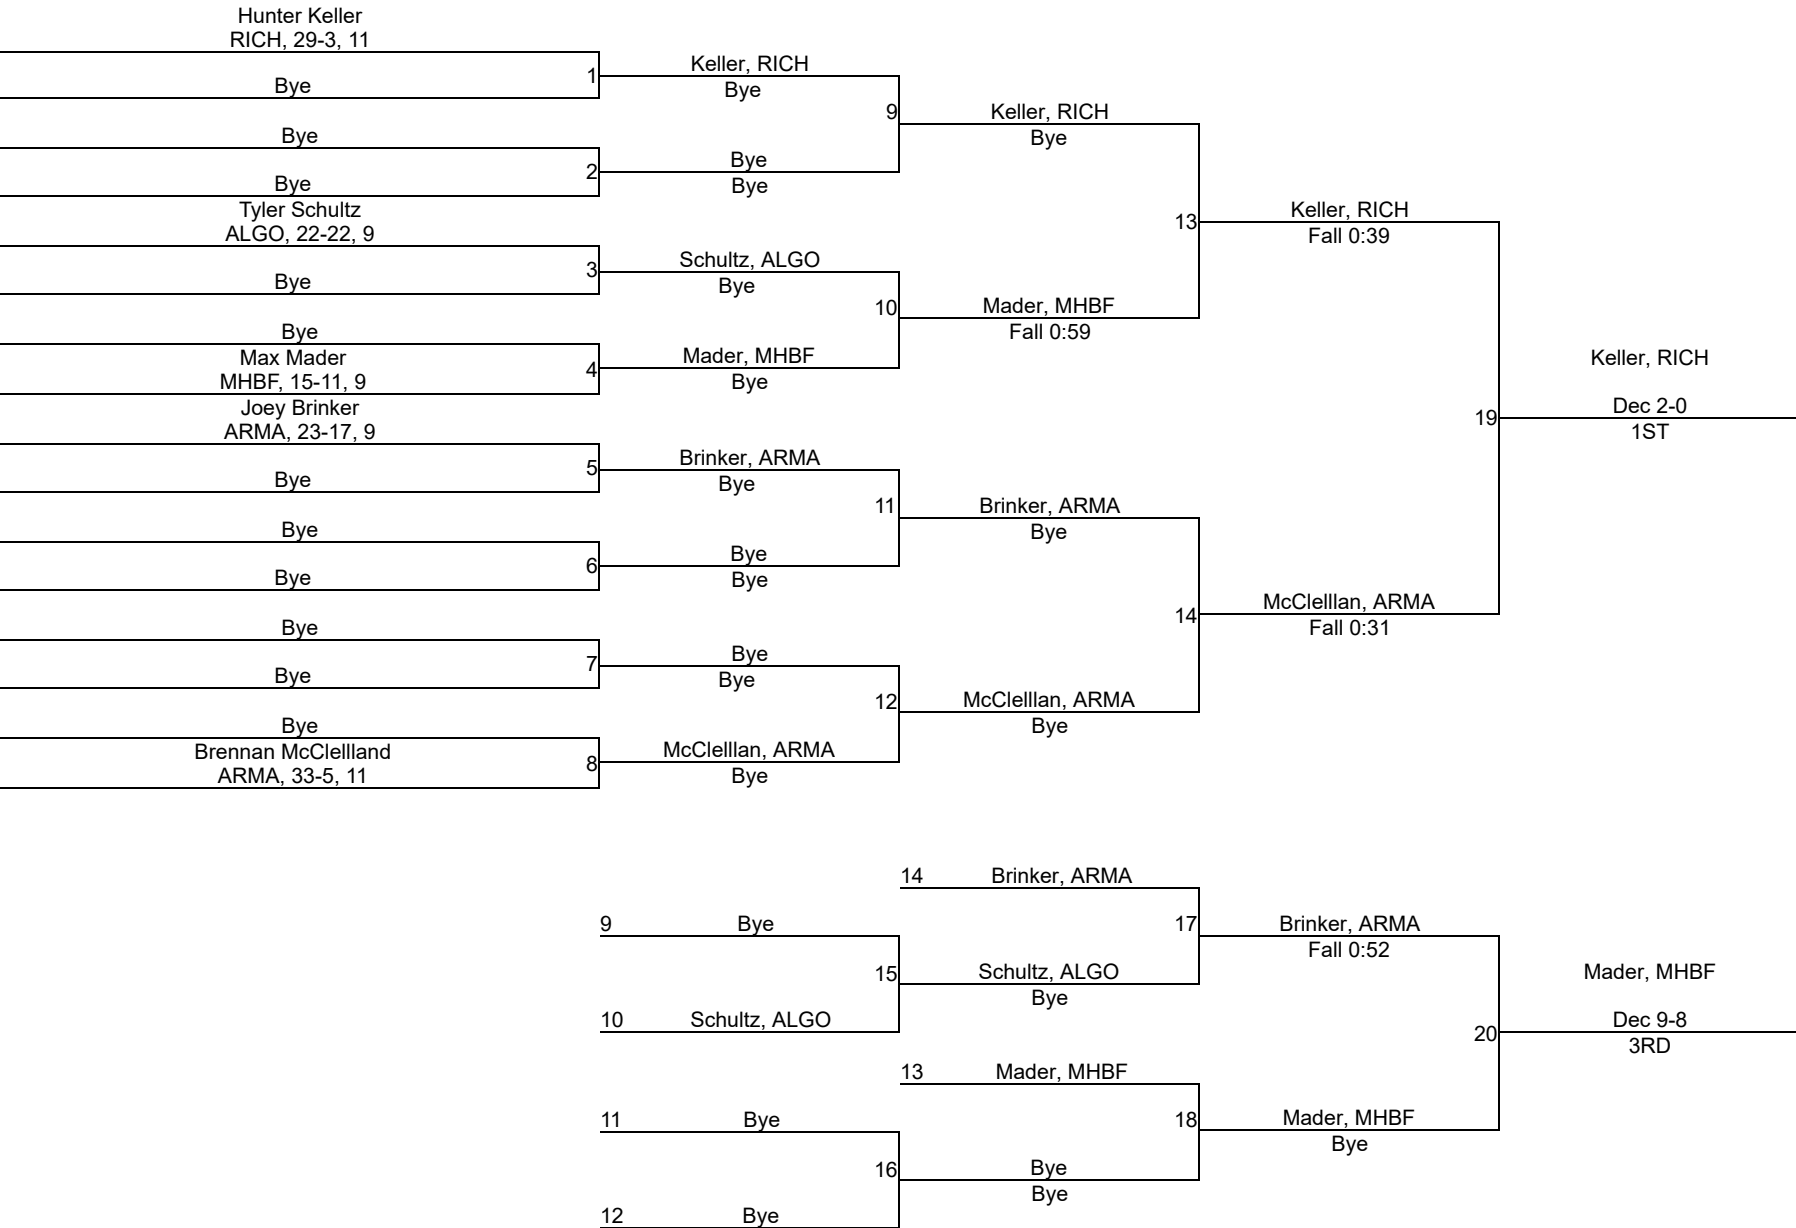 Hunter Keller
RICH, 29-3, 11
1
Keller, RICH
Bye
Bye
9
Keller, RICH
Bye
Bye
2
Bye
Bye
Bye
Tyler Schultz
ALGO, 22-22, 9
13
Keller, RICH
Fall 0:39
3
Schultz, ALGO
Bye
Bye
10
Mader, MHBF
Fall 0:59
Bye
Max Mader
MHBF, 15-11, 9
4
Mader, MHBF
Bye
Keller, RICH
Joey Brinker
ARMA, 23-17, 9
19
Dec 2-0
1ST
5
Brinker, ARMA
Bye
Bye
11
Brinker, ARMA
Bye
Bye
6
Bye
Bye
Bye
14
McClelllan, ARMA
Fall 0:31
Bye
7
Bye
Bye
Bye
12
McClelllan, ARMA
Bye
Bye
Brennan McClellland
ARMA, 33-5, 11
8
McClelllan, ARMA
Bye
14
Brinker, ARMA
9
Bye
17
Brinker, ARMA
Fall 0:52
15
Schultz, ALGO
Bye
Mader, MHBF
10
Schultz, ALGO
20
Dec 9-8
3RD
13
Mader, MHBF
11
Bye
18
Mader, MHBF
Bye
16
Bye
Bye
12
Bye